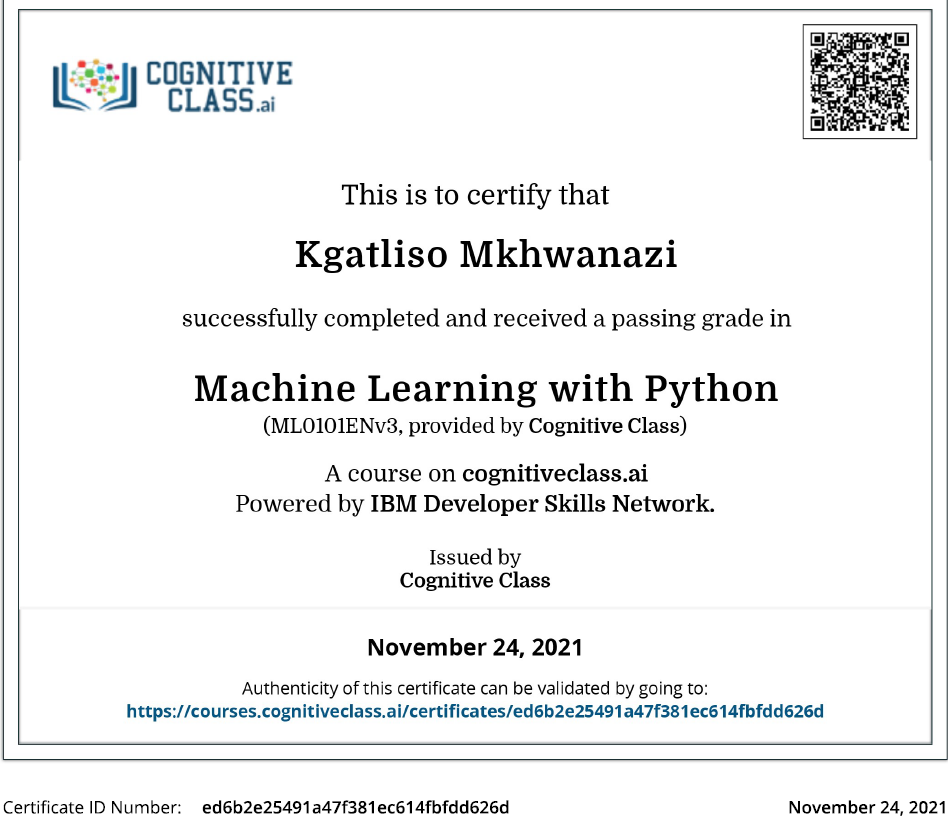 COGNITIVE
CLASS.ai
This is to certify that
Kgatliso Mkhwanazi
successfully completed and received a passing grade in
Machine Learning with Python
(ML0101ENv3, provided by Cognitive Class)
A course on cognitiveclass.ai
Powered by IBM Developer Skills Network.
Issued by
Cognitive Class
November 24, 2021
Authenticity of this certificate can be validated by going to:
https://courses.cognitiveclass.ai/certificates/ed6b2e25491a47f381ec614fbfdd626d
Certificate ID Number: ed6b2e25491a47f381ec614fbfdd626d November 24, 2021